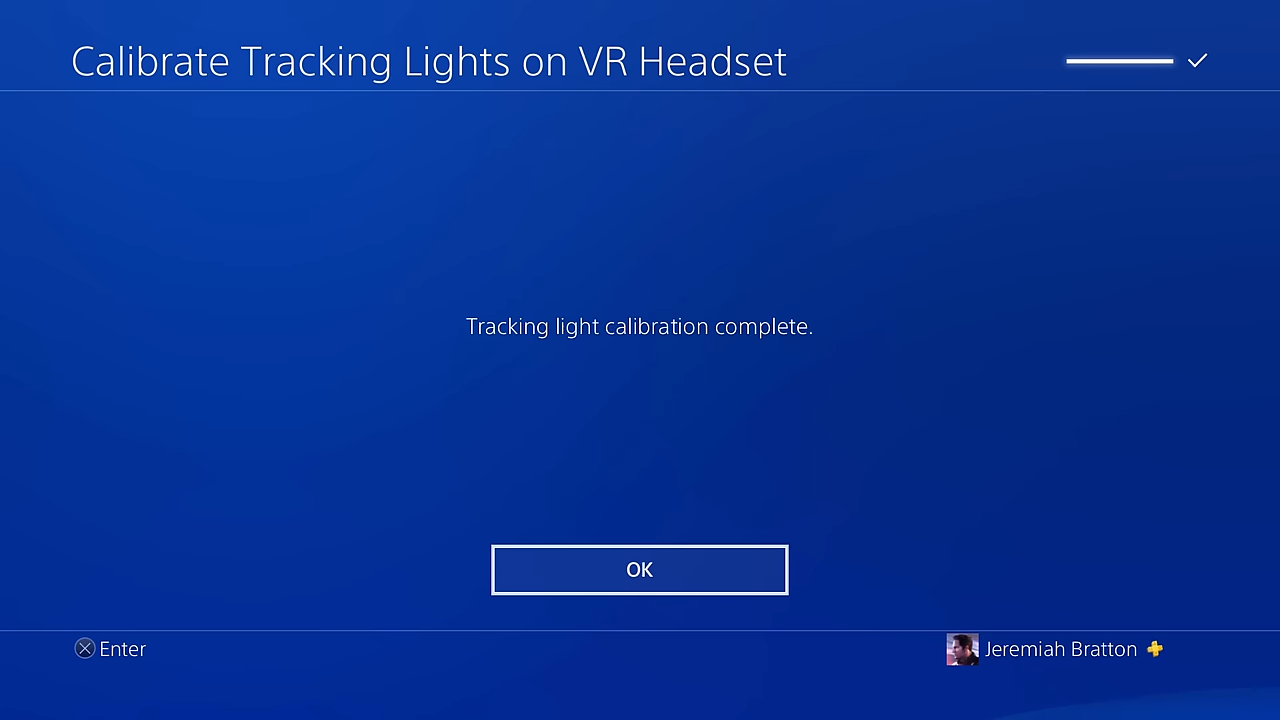 Calibrate Tracking Lights on VR Headset
Tracking light calibration complete.
OK
Enter
Jeremiah Bratton